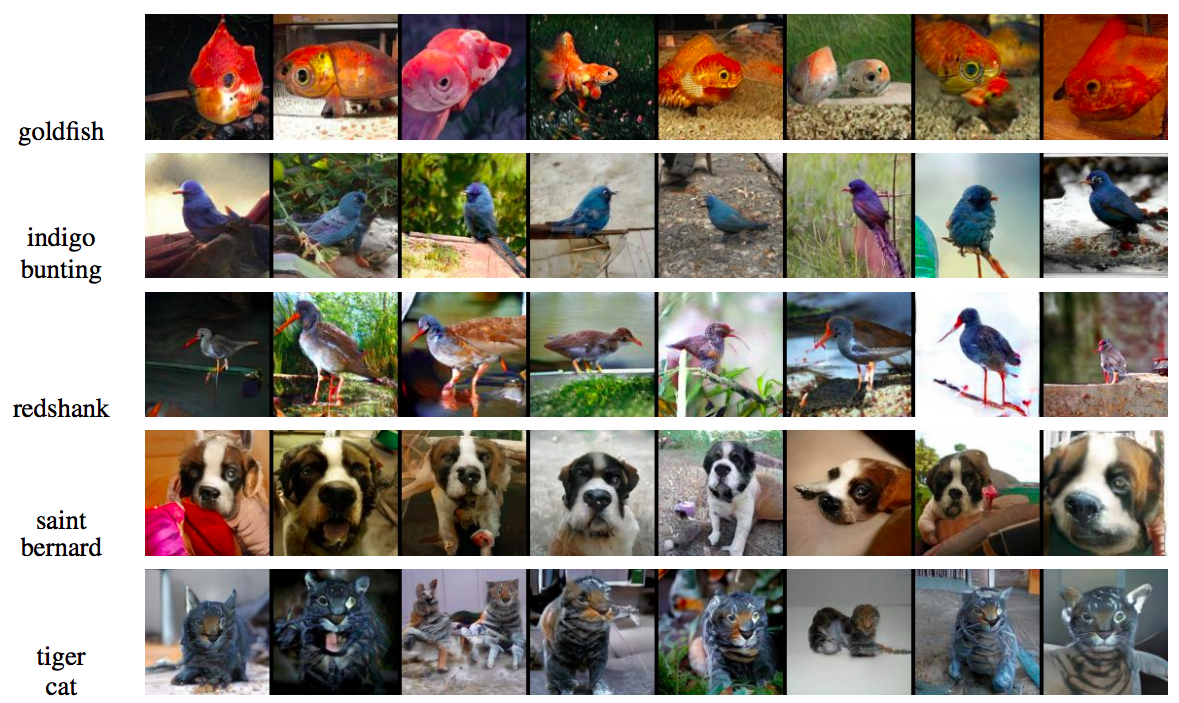 goldfish
indigo
bunting
redshank
saint
bernard
tiger
cat